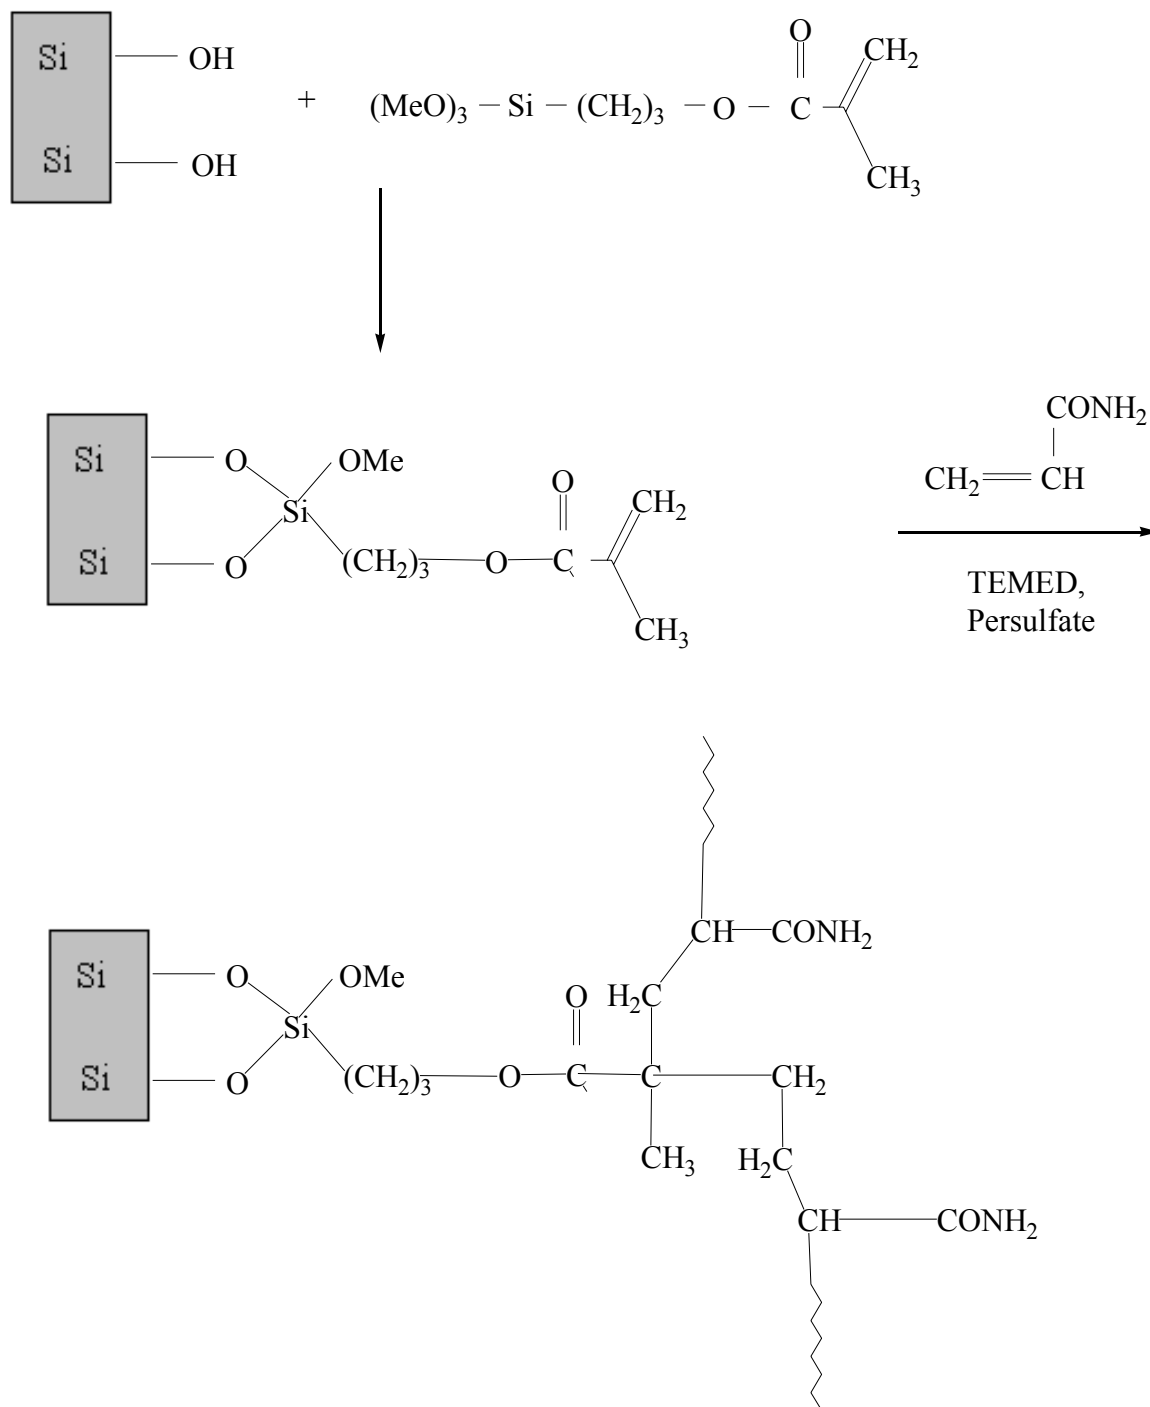 Si — OH
+ (MeO)₃ — Si — (CH₂)₃ — O — C
O
CH₂
CH₃
Si — OH
Si O OMe
Si
Si O (CH₂)₃ O C
O
CH₂
CH₃
CONH₂
CH₂ CH
TEMED,
Persulfate
CH CONH₂
H₂C
Si O OMe
O
Si
Si O (CH₂)₃ O C C CH₂
CH₃ H₂C
CH CONH₂